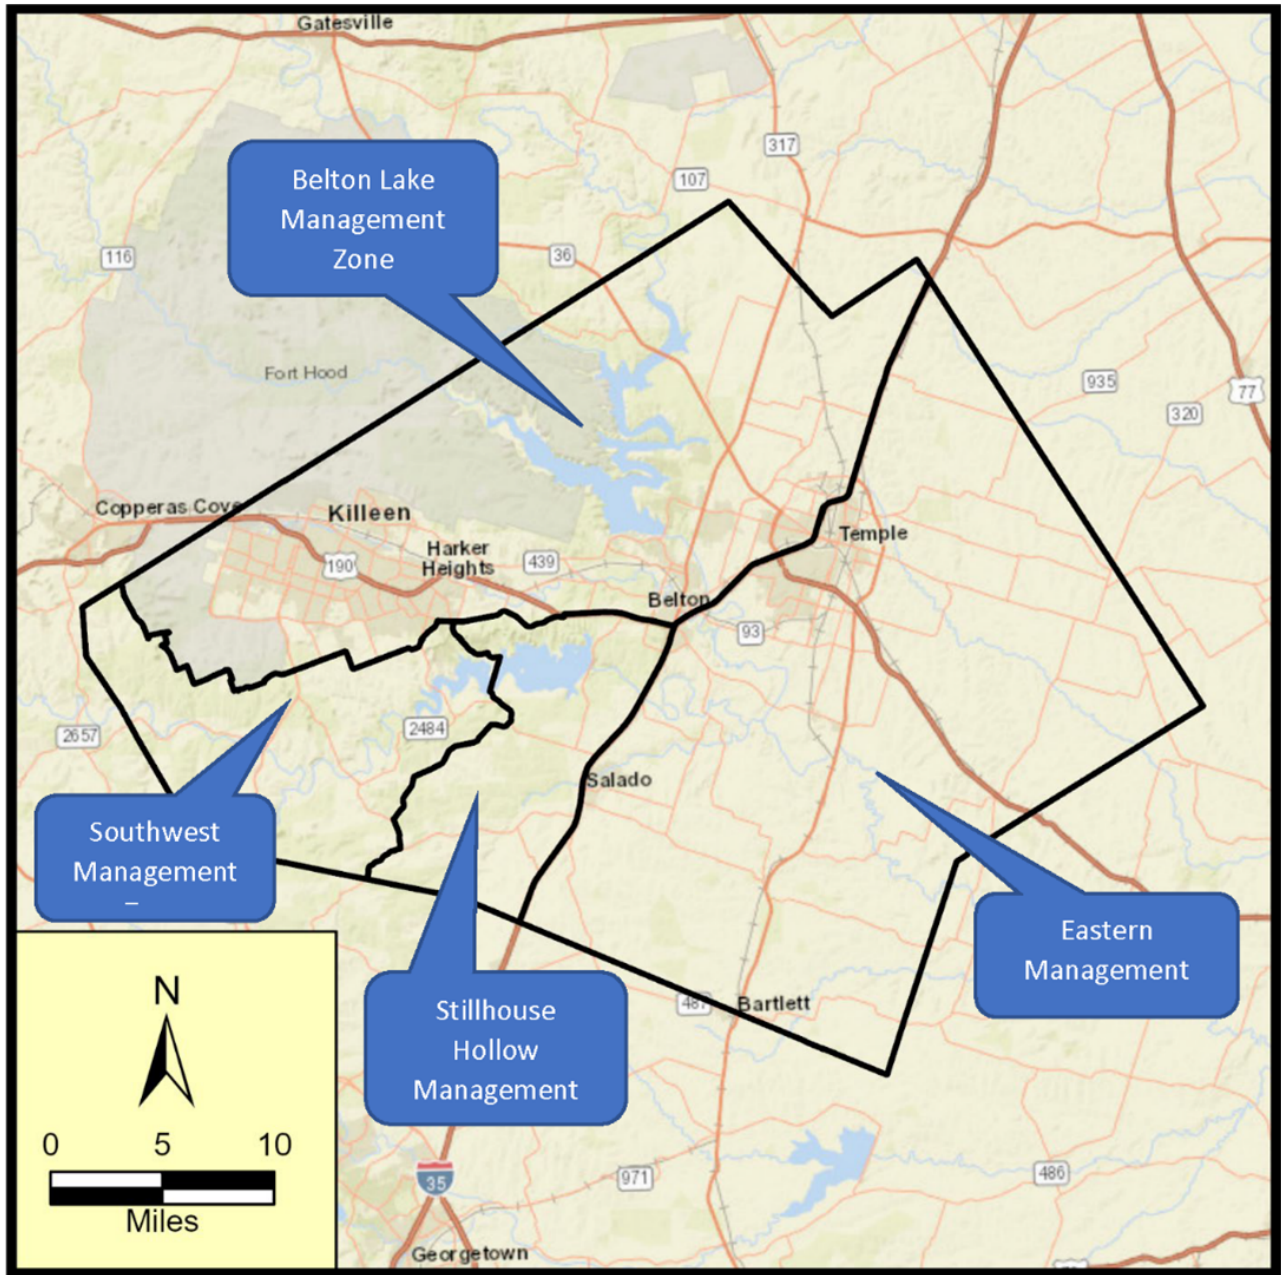 Gatesville
317
107
Belton Lake
Management
Zone
36
116
Fort Hood
935
77
320
Copperas Cove
Killeen
Harker
Heights
439
190
Temple
Belton
93
2484
2657
Salado
Southwest
Management
Eastern
Management
Stillhouse
Hollow
Management
487
Bartlett
N
0 5 10
Miles
971
486
35
Georgetown